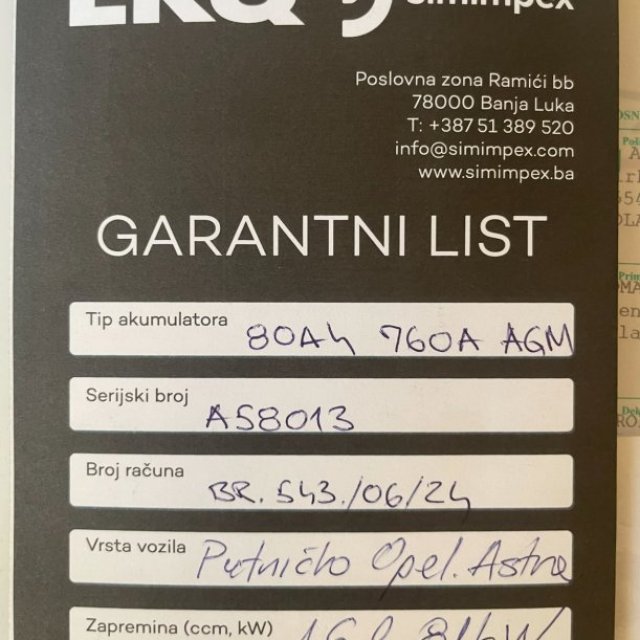 simimpex
Poslovna zona Ramići bb
78000 Banja Luka
T: +387 51 389 520
info@simimpex.com
www.simimpex.ba
GARANTNI LIST
Tip akumulatora 80Ah 760A AGM
Serijski broj A58013
Broj računa BR. 543./06/24
Vrsta vozila Putničko Opel. Astra
Zapremina (ccm, kW)